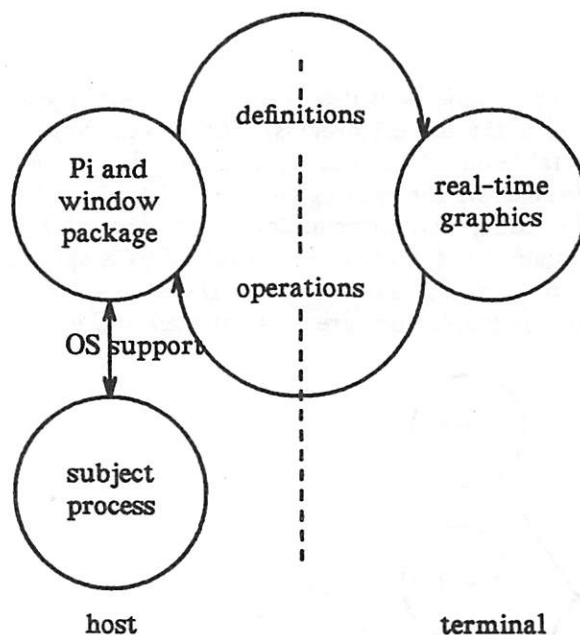 definitions
Pi and
window
package
real-time
graphics
operations
OS support
subject
process
host
terminal